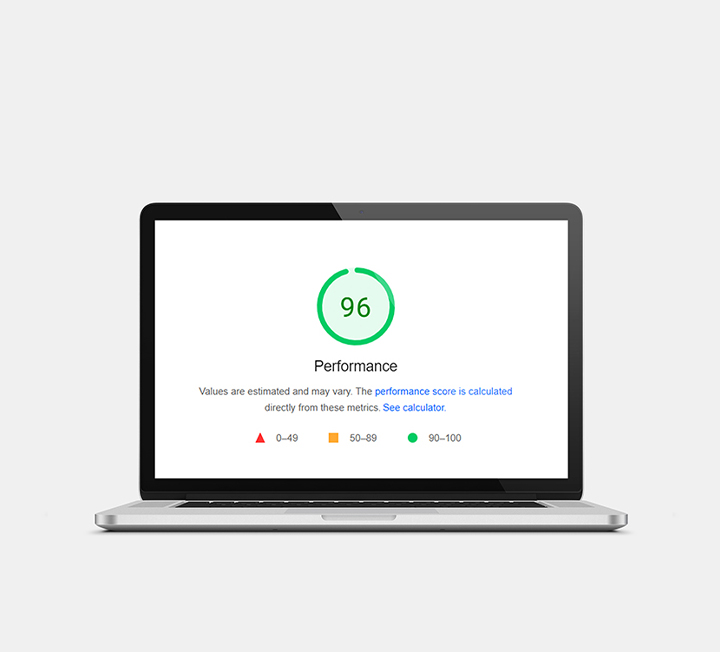 96
Performance
Values are estimated and may vary. The performance score is calculated
directly from these metrics. See calculator.
0–49 50–89 90–100